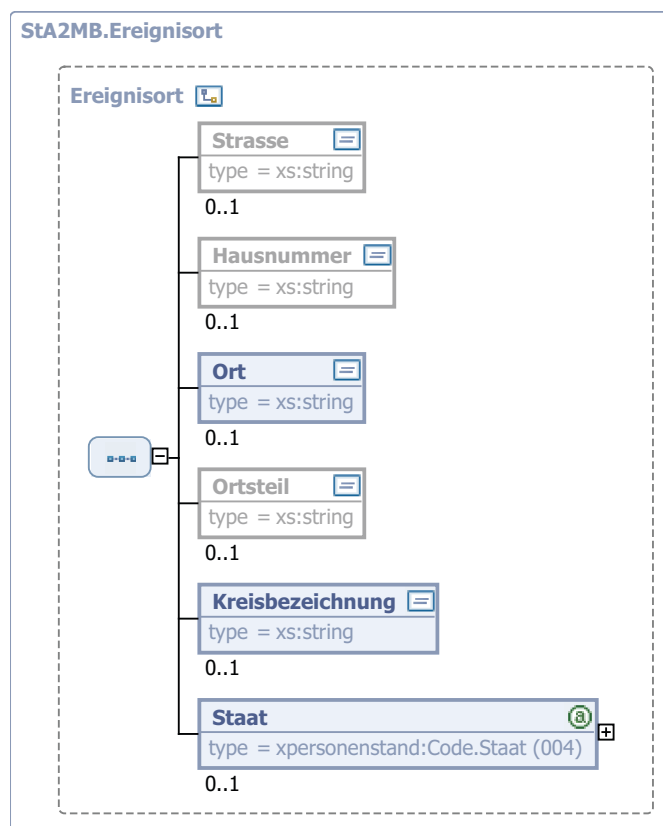 StA2MB.Ereignisort
Ereignisort
Strasse
type = xs:string
0..1
Hausnummer
type = xs:string
0..1
Ort
type = xs:string
0..1
Ortsteil
type = xs:string
0..1
Kreisbezeichnung
type = xs:string
0..1
Staat
type = xpersonenstand:Code.Staat (004)
0..1